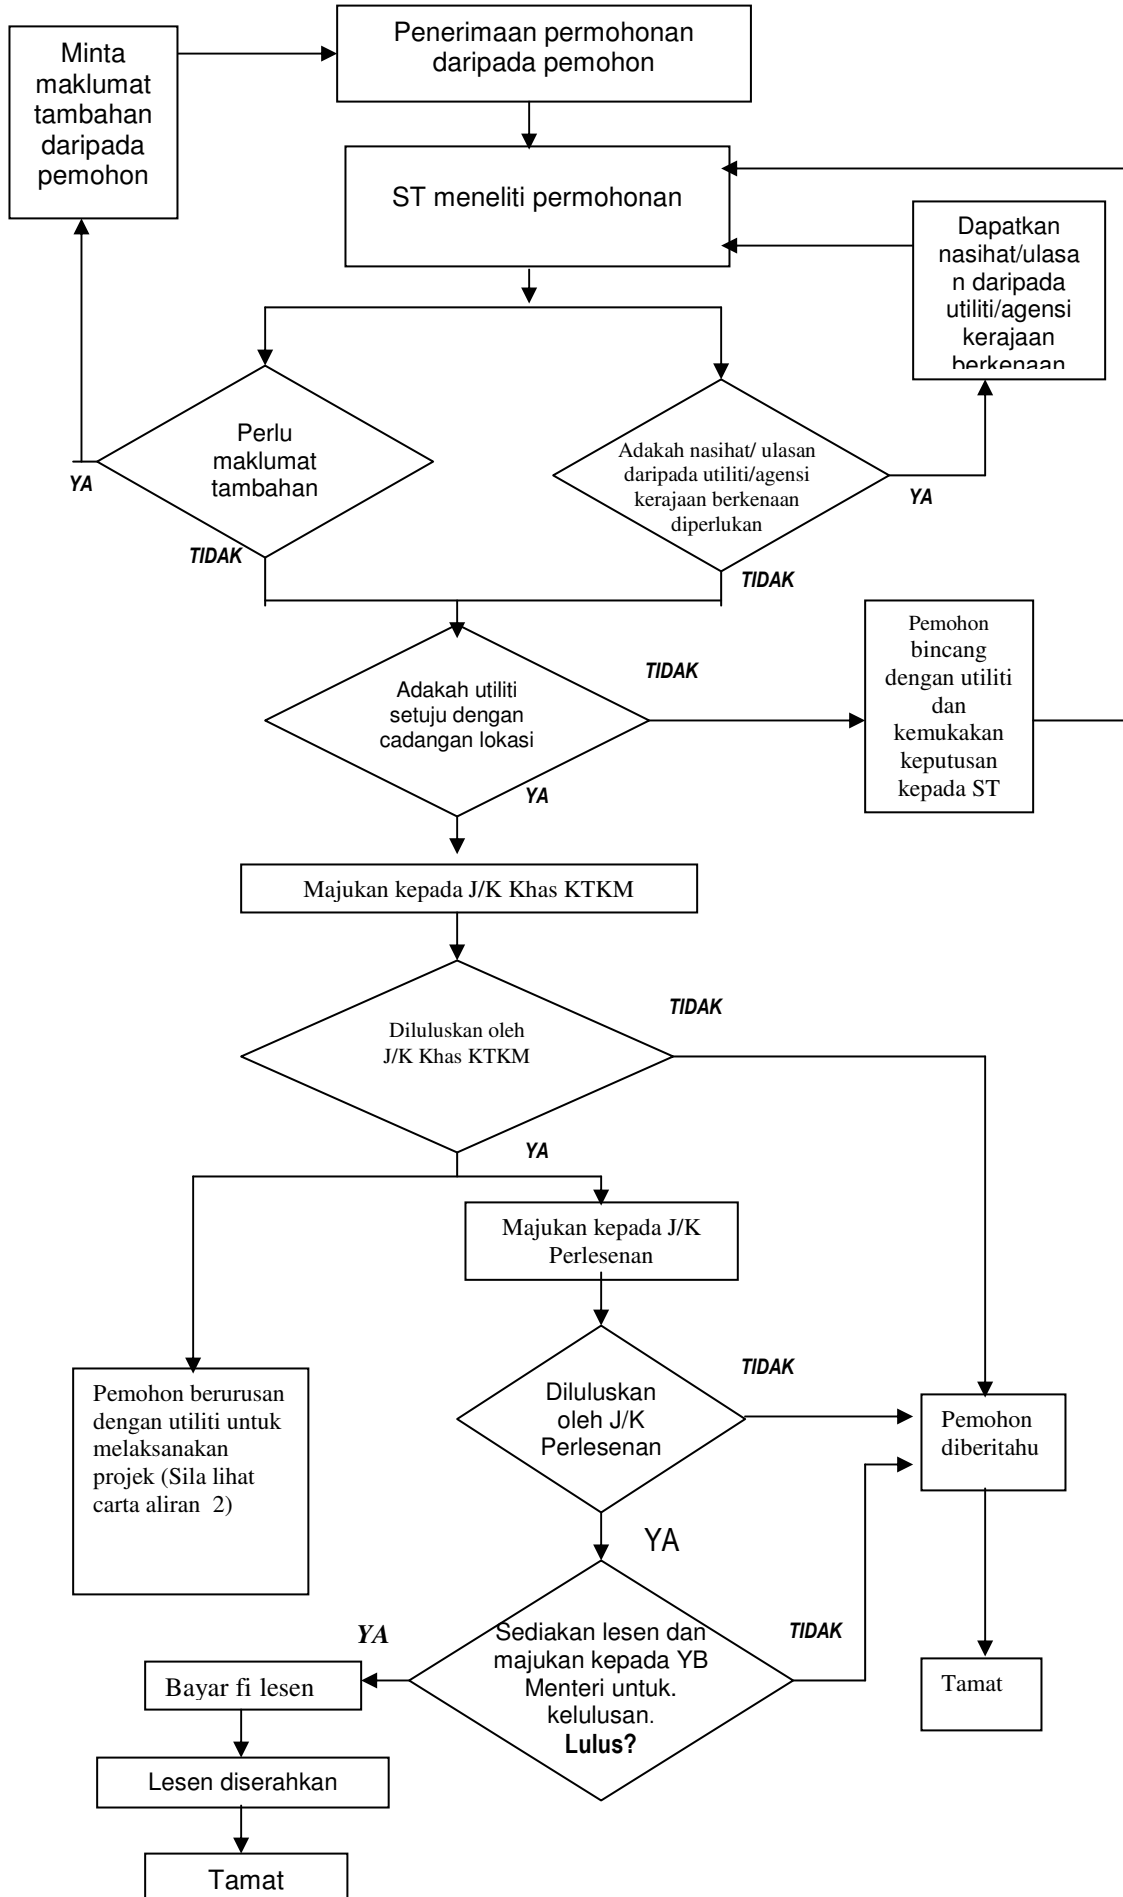 Minta
maklumat
tambahan
daripada
pemohon
Penerimaan permohonan
daripada pemohon
ST meneliti permohonan
Dapatkan
nasihat/ulasa
n daripada
utiliti/agensi
kerajaan
berkenaan
Perlu
maklumat
tambahan
YA
TIDAK
Adakah nasihat/ ulasan
daripada utiliti/agensi
kerajaan berkenaan
diperlukan
YA
TIDAK
Adakah utiliti
setuju dengan
cadangan lokasi
TIDAK
YA
Pemohon
bincang
dengan utiliti
dan
kemukakan
keputusan
kepada ST
Majukan kepada J/K Khas KTKM
Diluluskan oleh
J/K Khas KTKM
TIDAK
YA
Majukan kepada J/K
Perlesenan
Pemohon berurusan
dengan utiliti untuk
melaksanakan
projek (Sila lihat
carta aliran  2)
Diluluskan
oleh J/K
Perlesenan
TIDAK
YA
Pemohon
diberitahu
Sediakan lesen dan
majukan kepada YB
Menteri untuk.
kelulusan.
Lulus?
YA
TIDAK
Bayar fi lesen
Tamat
Lesen diserahkan
Tamat